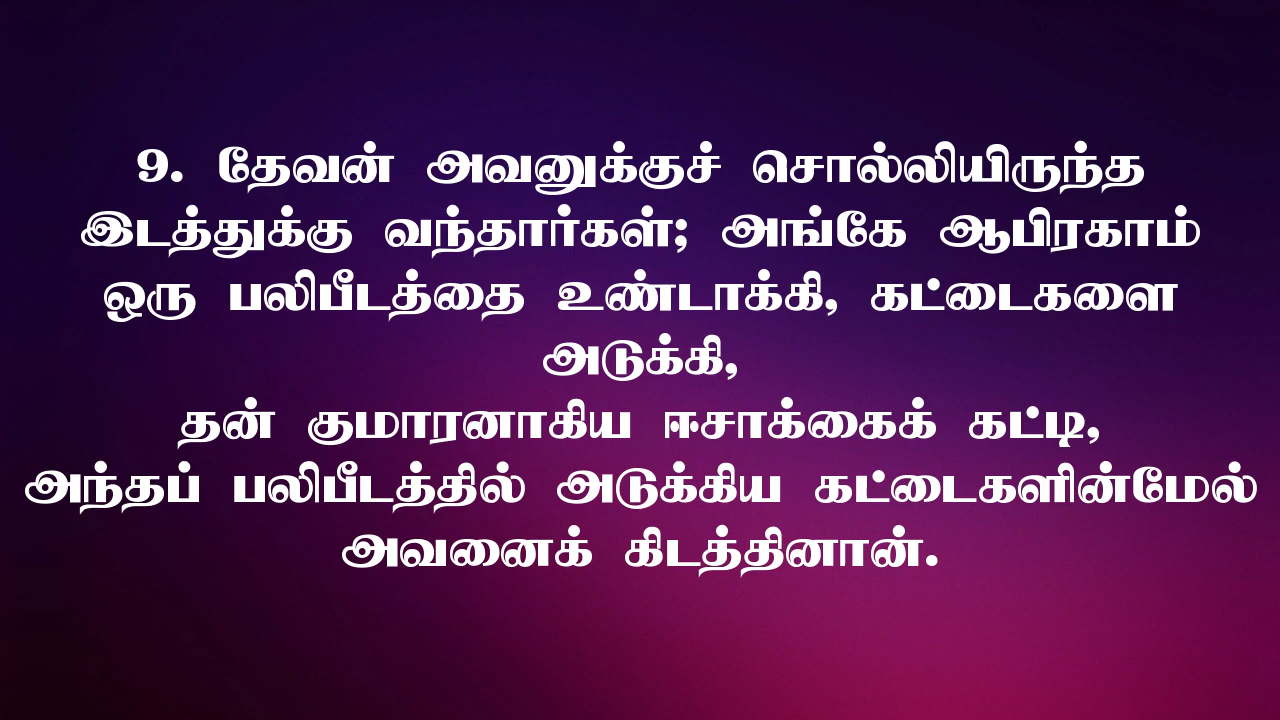 9. தேவன் அவனுக்குச் சொல்லியிருந்த
இடத்துக்கு வந்தார்கள்; அங்கே ஆபிரகாம்
ஒரு பலிபீடத்தை உண்டாக்கி, கட்டைகளை
அடுக்கி,
தன் குமாரனாகிய ஈசாக்கைக் கட்டி,
அந்தப் பலிபீடத்தில் அடுக்கிய கட்டைகளின்மேல்
அவனைக் கிடத்தினான்.